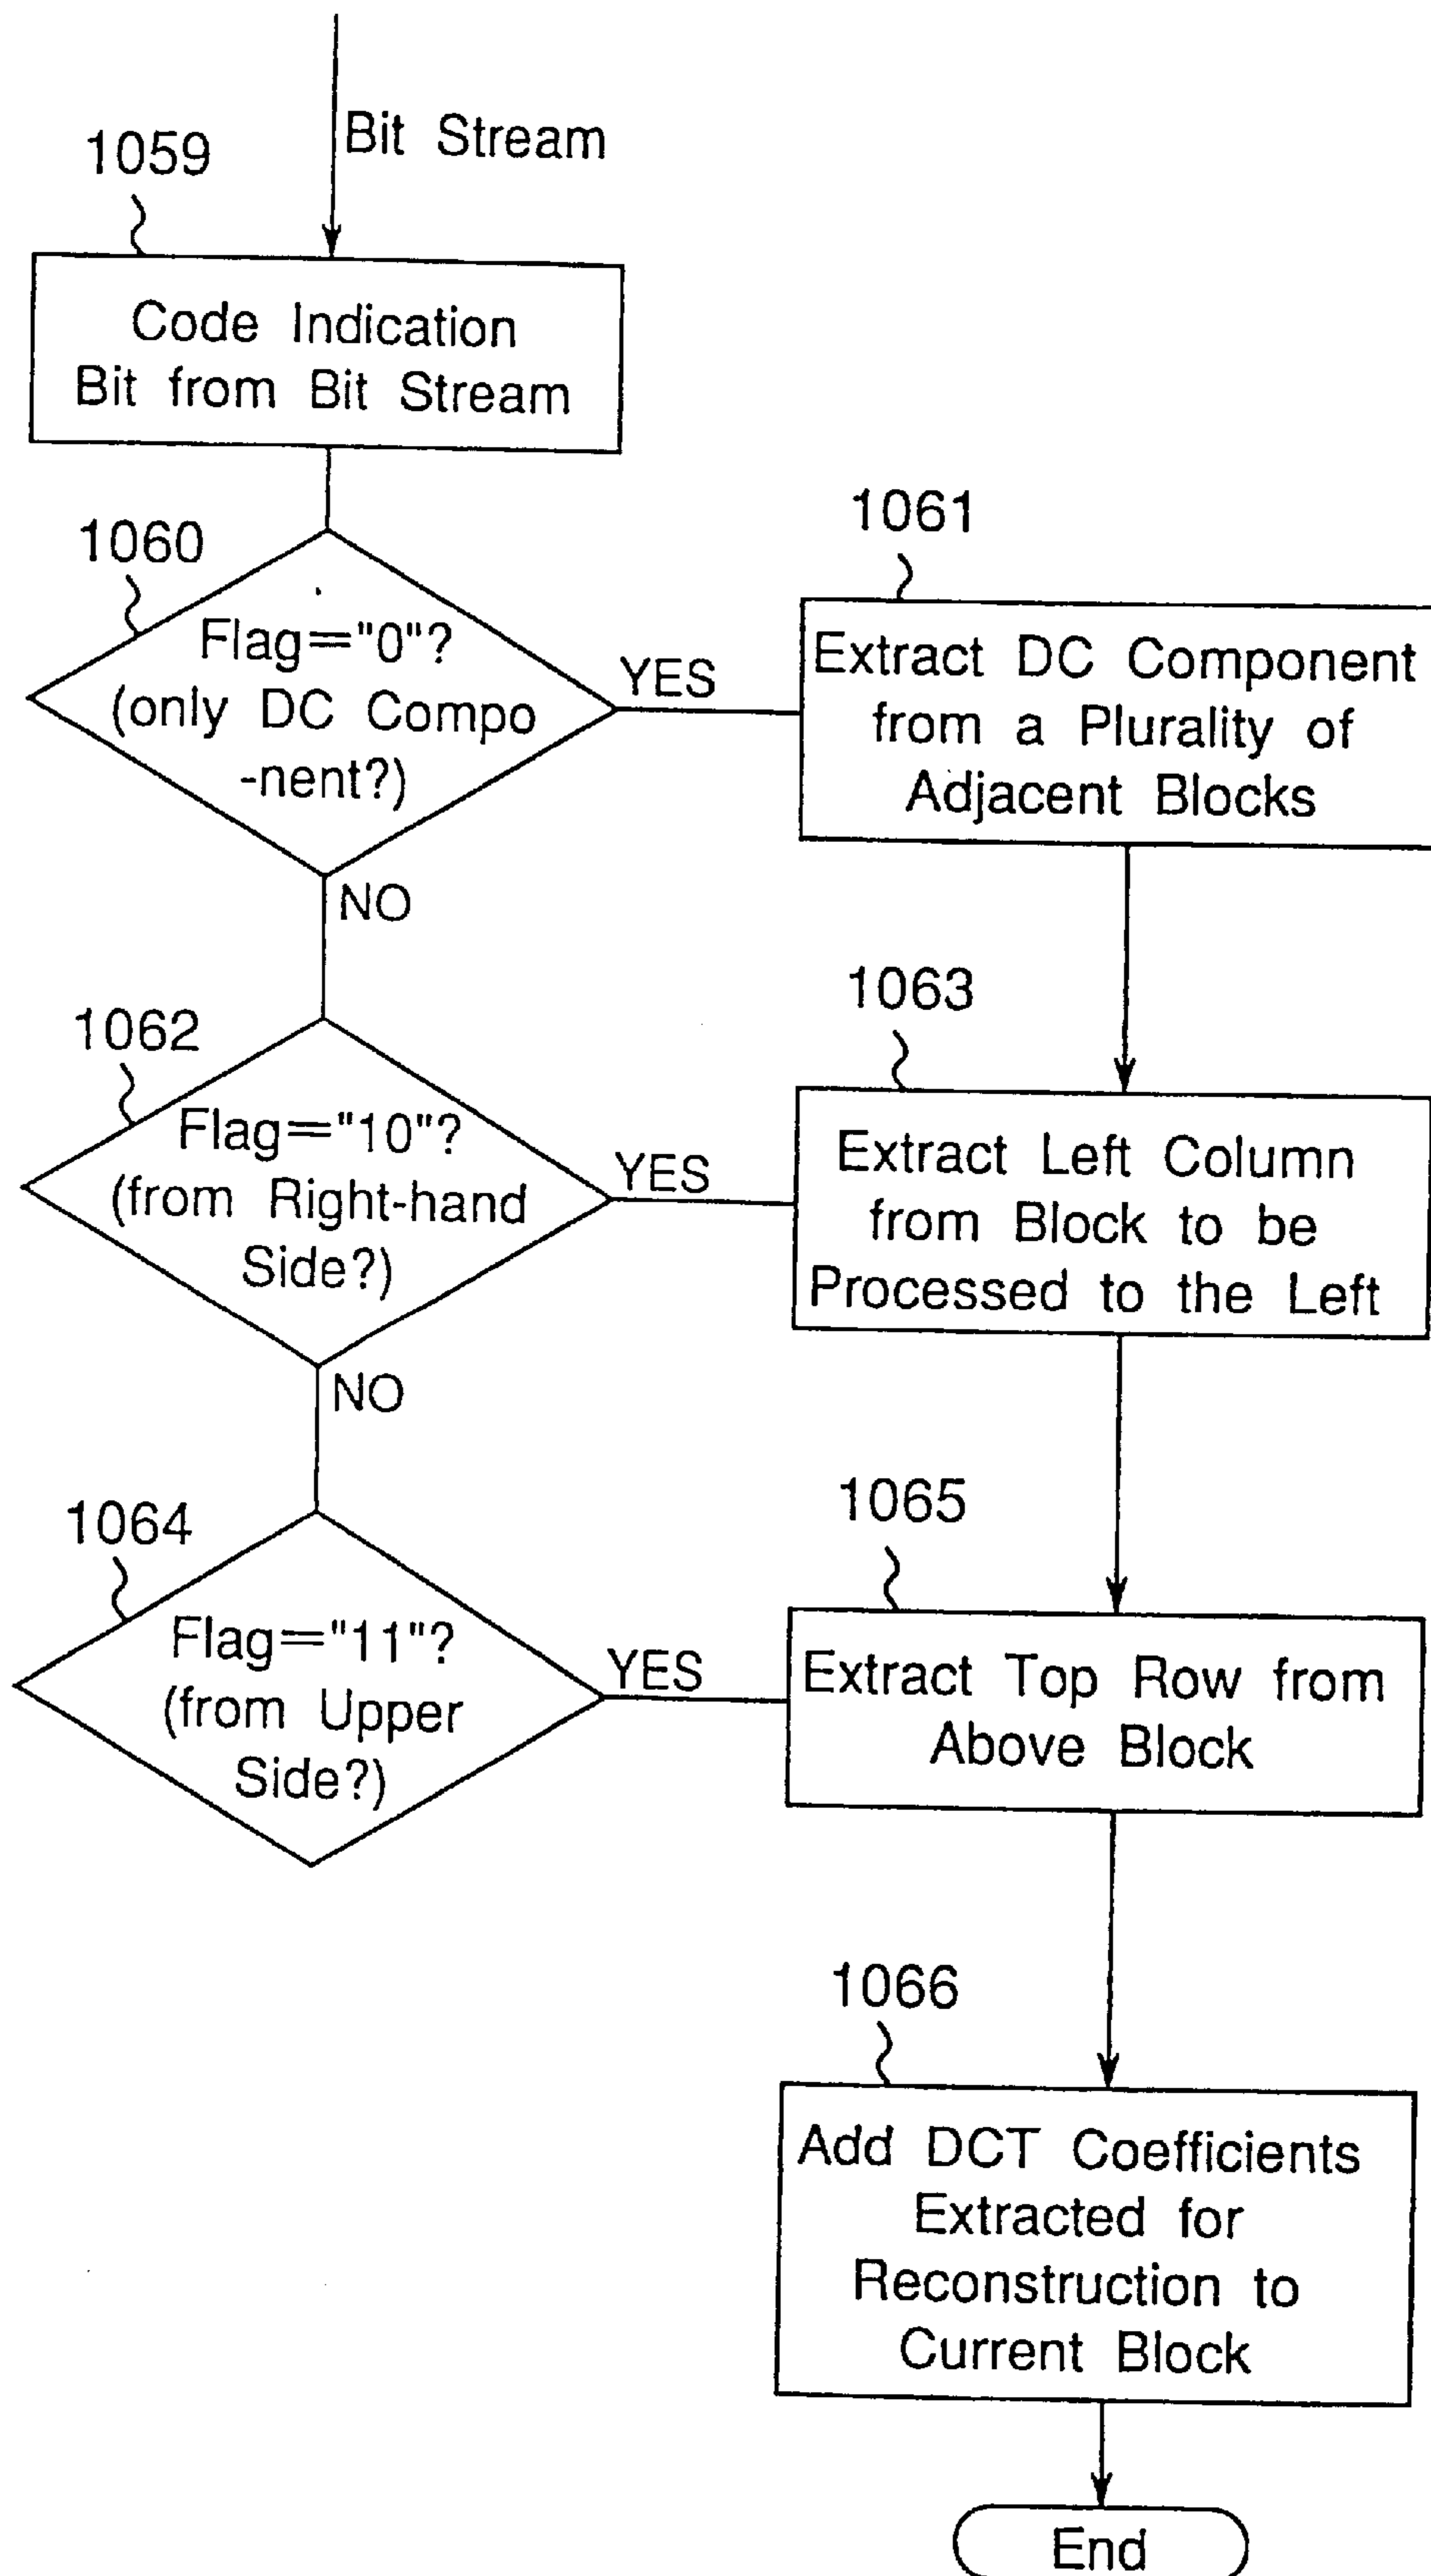 Bit Stream
1059
Code Indication
Bit from Bit Stream
1060
Flag="0"?
(only DC Compo
-nent?)
YES
NO
1061
Extract DC Component
from a Plurality of
Adjacent Blocks
1062
Flag="10"?
(from Right-hand
Side?)
YES
NO
1063
Extract Left Column
from Block to be
Processed to the Left
1064
Flag="11"?
(from Upper
Side?)
YES
1065
Extract Top Row from
Above Block
1066
Add DCT Coefficients
Extracted for
Reconstruction to
Current Block
End